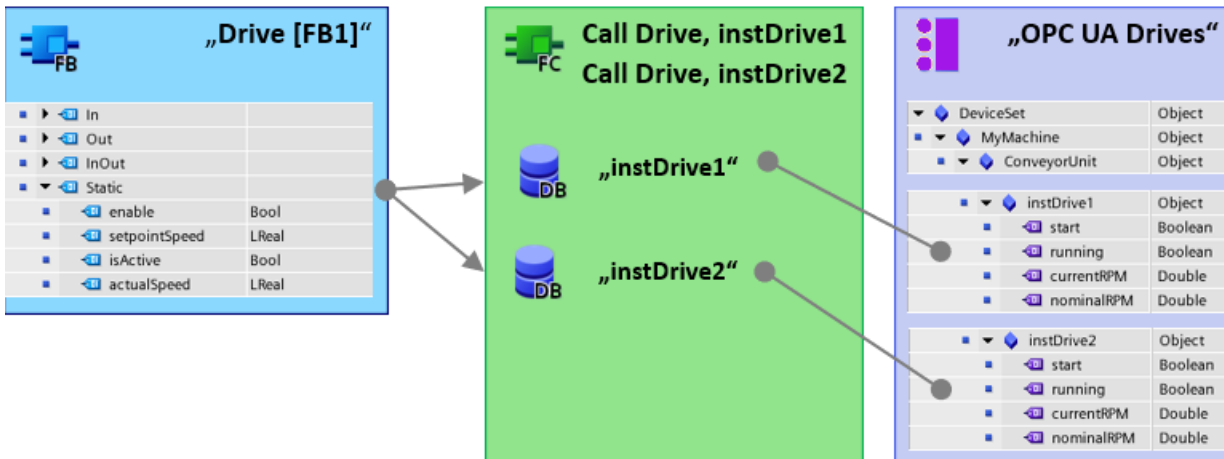 „Drive [FB1]“
FB
In
Out
InOut
Static
enable Bool
setpointSpeed LReal
isActive Bool
actualSpeed LReal
FC
Call Drive, instDrive1
Call Drive, instDrive2
DB
„instDrive1“
DB
„instDrive2“
„OPC UA Drives“
DeviceSet Object
MyMachine Object
ConveyorUnit Object
instDrive1 Object
start Boolean
running Boolean
currentRPM Double
nominalRPM Double
instDrive2 Object
start Boolean
running Boolean
currentRPM Double
nominalRPM Double